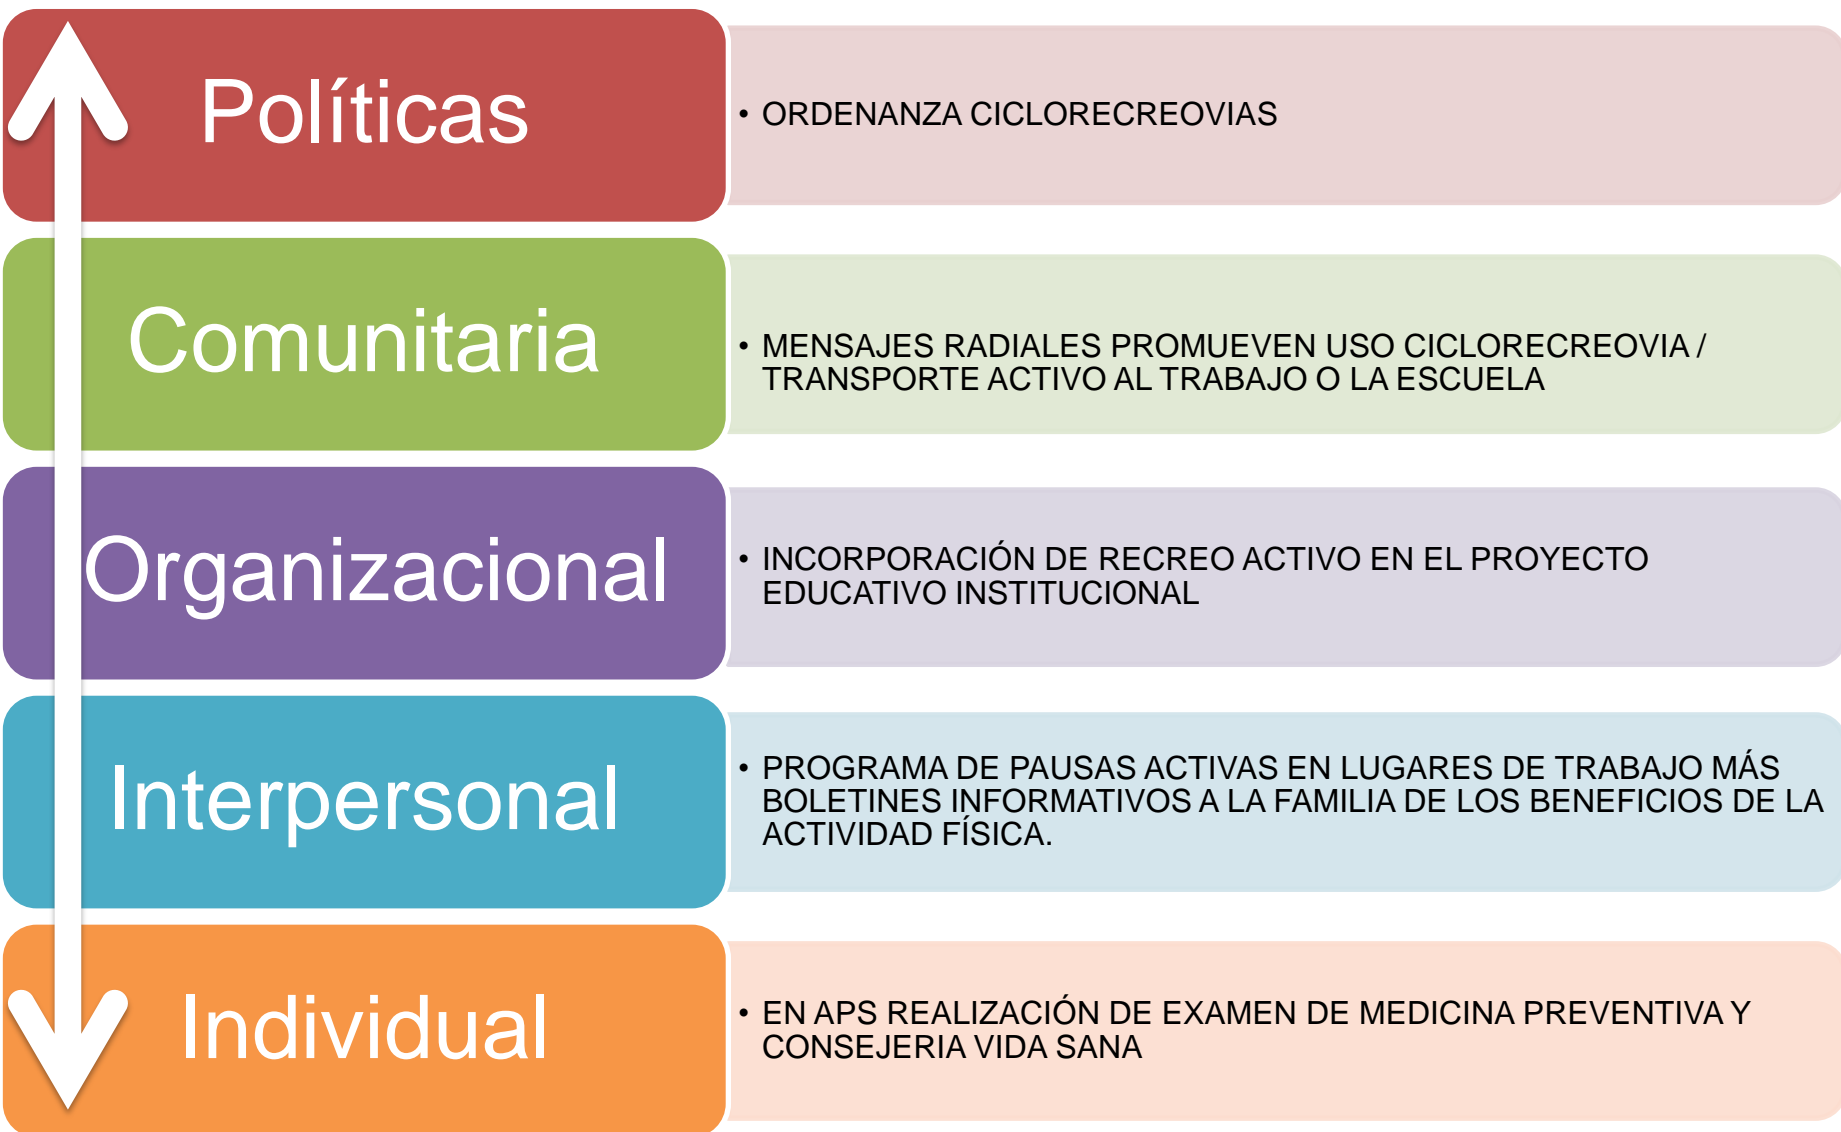 Políticas
• ORDENANZA CICLORECREOVIAS
Comunitaria
• MENSAJES RADIALES PROMUEVEN USO CICLORECREOVIA /
TRANSPORTE ACTIVO AL TRABAJO O LA ESCUELA
Organizacional
• INCORPORACIÓN DE RECREO ACTIVO EN EL PROYECTO
EDUCATIVO INSTITUCIONAL
Interpersonal
• PROGRAMA DE PAUSAS ACTIVAS EN LUGARES DE TRABAJO MÁS
BOLETINES INFORMATIVOS A LA FAMILIA DE LOS BENEFICIOS DE LA
ACTIVIDAD FÍSICA.
Individual
• EN APS REALIZACIÓN DE EXAMEN DE MEDICINA PREVENTIVA Y
CONSEJERIA VIDA SANA